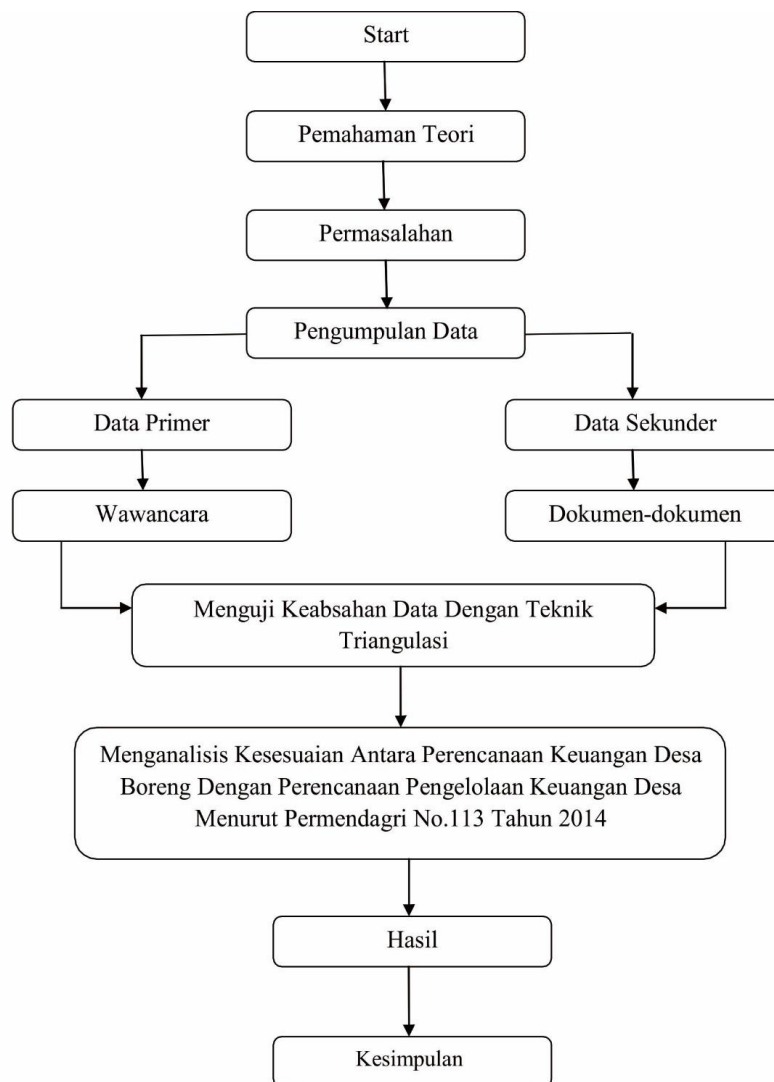 Start
Pemahaman Teori
Permasalahan
Pengumpulan Data
Data Primer
Data Sekunder
Wawancara
Dokumen-dokumen
Menguji Keabsahan Data Dengan Teknik
Triangulasi
Menganalisis Kesesuaian Antara Perencanaan Keuangan Desa
Boreng Dengan Perencanaan Pengelolaan Keuangan Desa
Menurut Permendagri No.113 Tahun 2014
Hasil
Kesimpulan